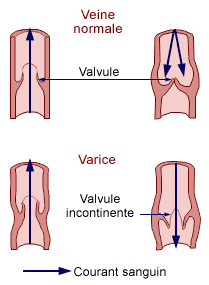 Veine
normale
Valvule
Varice
Valvule
incontinente
Courant sanguin